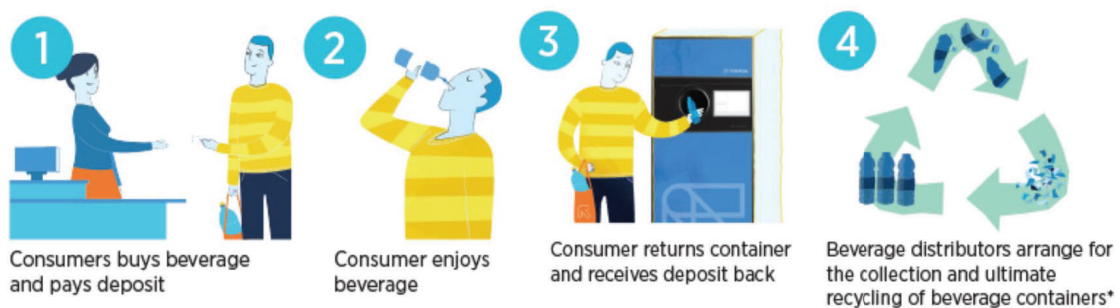 1
Consumers buys beverage
and pays deposit
2
Consumer enjoys
beverage
3
Consumer returns container
and receives deposit back
4
Beverage distributors arrange for
the collection and ultimate
recycling of beverage containers*